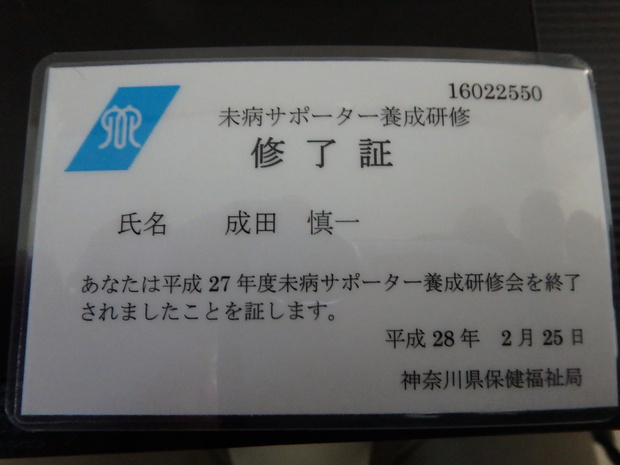 16022550
未病サポーター養成研修
修了証
氏名 成田 慎一
あなたは平成27年度未病サポーター養成研修会を終了
されましたことを証します。
平成28年 2月25日
神奈川県保健福祉局